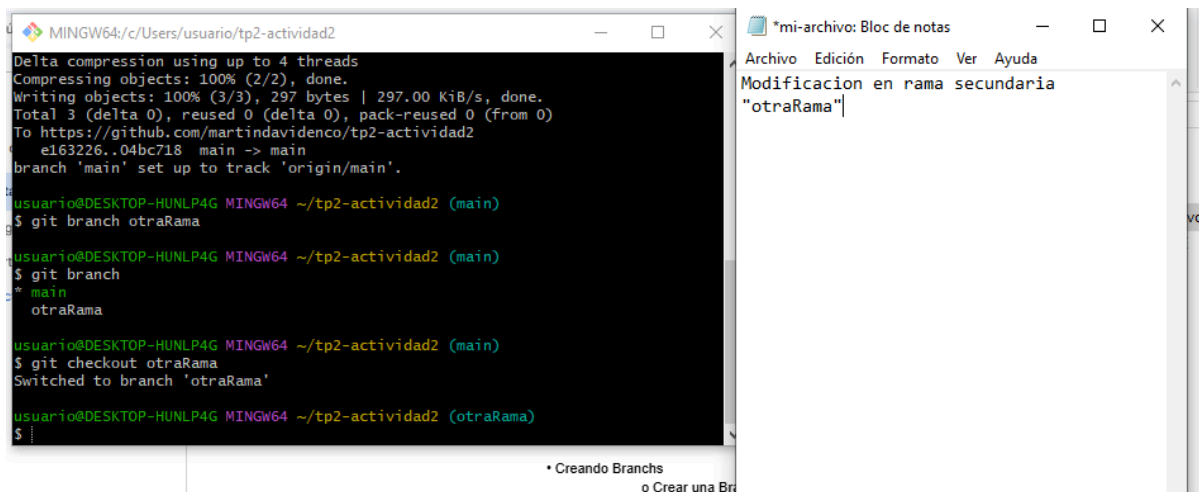 MINGW64:/c/Users/usuario/tp2-actividad2
Delta compression using up to 4 threads
Compressing objects: 100% (2/2), done.
Writing objects: 100% (3/3), 297 bytes | 297.00 KiB/s, done.
Total 3 (delta 0), reused 0 (delta 0), pack-reused 0 (from 0)
To https://github.com/martindavidenco/tp2-actividad2
   e163226..04bc718  main -> main
branch 'main' set up to track 'origin/main'.
usuario@DESKTOP-HUNLP4G MINGW64 ~/tp2-actividad2 (main)
$ git branch otraRama
usuario@DESKTOP-HUNLP4G MINGW64 ~/tp2-actividad2 (main)
$ git branch
* main
  otraRama
usuario@DESKTOP-HUNLP4G MINGW64 ~/tp2-actividad2 (main)
$ git checkout otraRama
Switched to branch 'otraRama'
usuario@DESKTOP-HUNLP4G MINGW64 ~/tp2-actividad2 (otraRama)
$
*mi-archivo: Bloc de notas
Archivo Edición Formato Ver Ayuda
Modificacion en rama secundaria
"otraRama"
• Creando Branchs
o Crear una